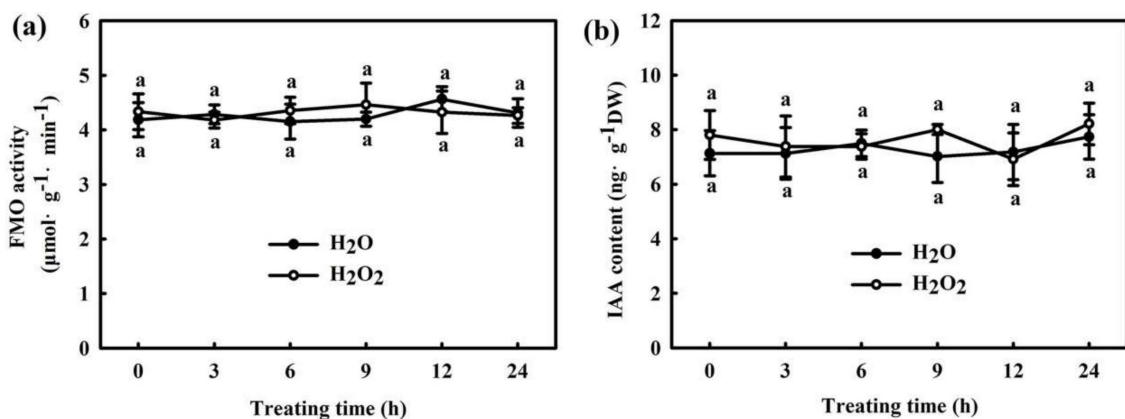 (a)
FMO activity
(μmol· g⁻¹· min⁻¹)
6
5
4
3
2
1
0
a a a a a a
a a a a a a
H2O
H2O2
0 3 6 9 12 24
Treating time (h)
(b)
IAA content (ng· g⁻¹DW)
12
10
8
6
4
2
0
a a a a a a
a a a a a a
H2O
H2O2
0 3 6 9 12 24
Treating time (h)